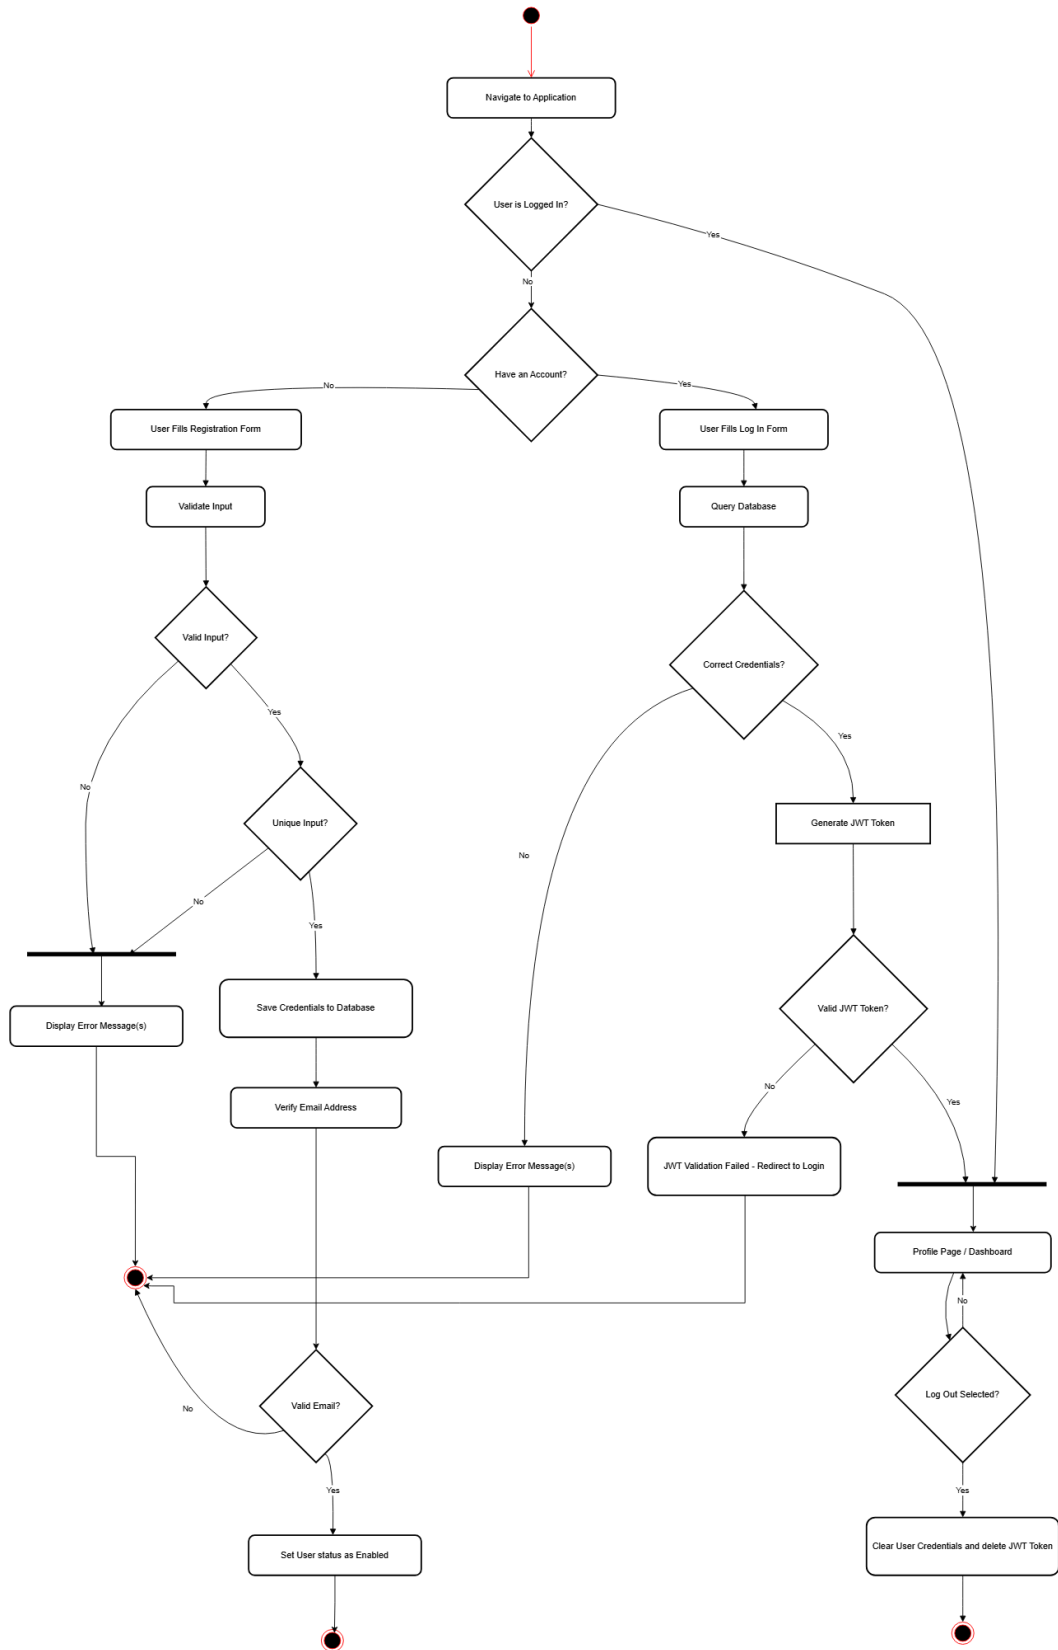 Navigate to Application
User is Logged In?
Yes
No
Have an Account?
No
Yes
User Fills Registration Form
User Fills Log In Form
Validate Input
Query Database
Valid Input?
Correct Credentials?
Yes
Yes
No
Unique Input?
Generate JWT Token
No
No
Yes
Save Credentials to Database
Valid JWT Token?
Display Error Message(s)
No
Yes
Verify Email Address
Display Error Message(s)
JWT Validation Failed - Redirect to Login
Profile Page / Dashboard
No
Log Out Selected?
Valid Email?
No
Yes
Yes
Clear User Credentials and delete JWT Token
Set User status as Enabled